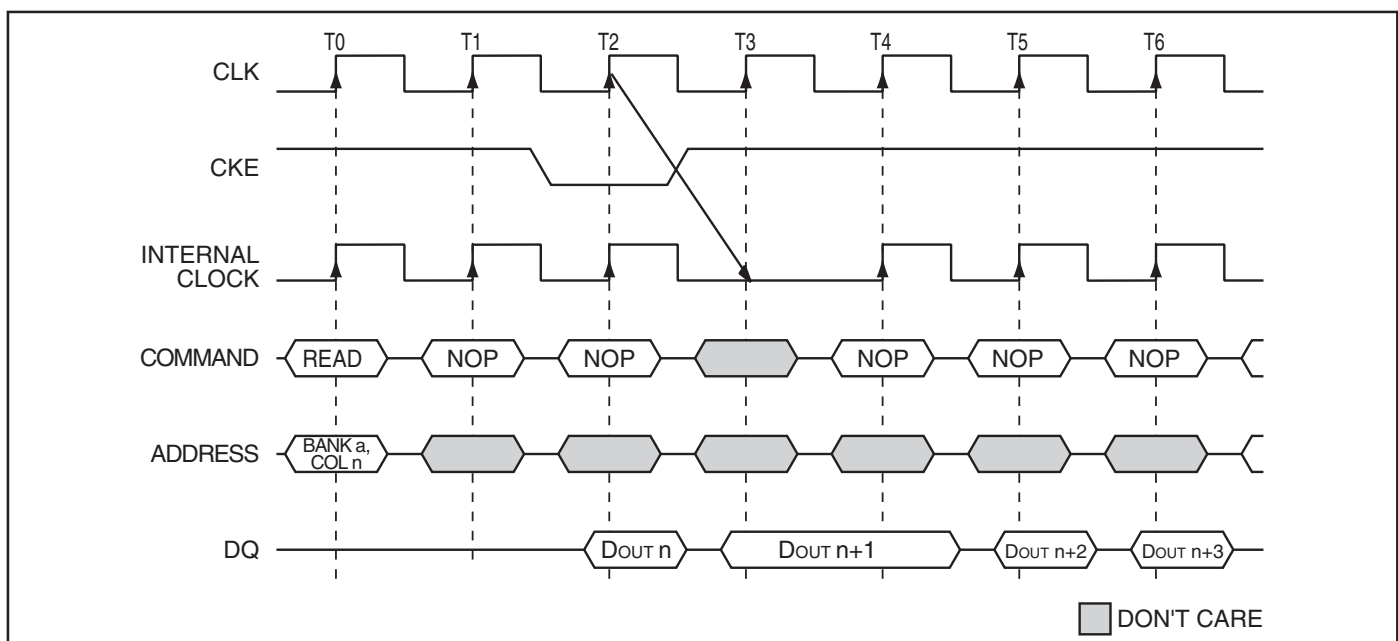 T0 T1 T2 T3 T4 T5 T6
CLK
CKE
INTERNAL
CLOCK
COMMAND READ NOP NOP NOP NOP NOP
ADDRESS BANK a,
COL n
DQ DOUT n DOUT n+1 DOUT n+2 DOUT n+3
DON'T CARE